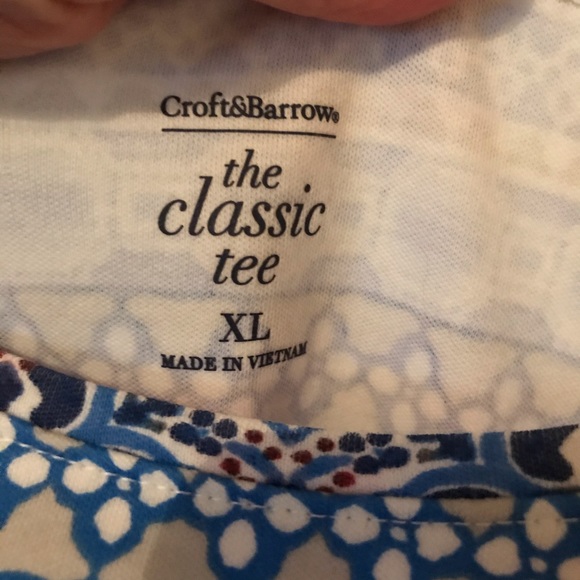 Croft&Barrow®
the
classic
tee
XL
MADE IN VIETNAM